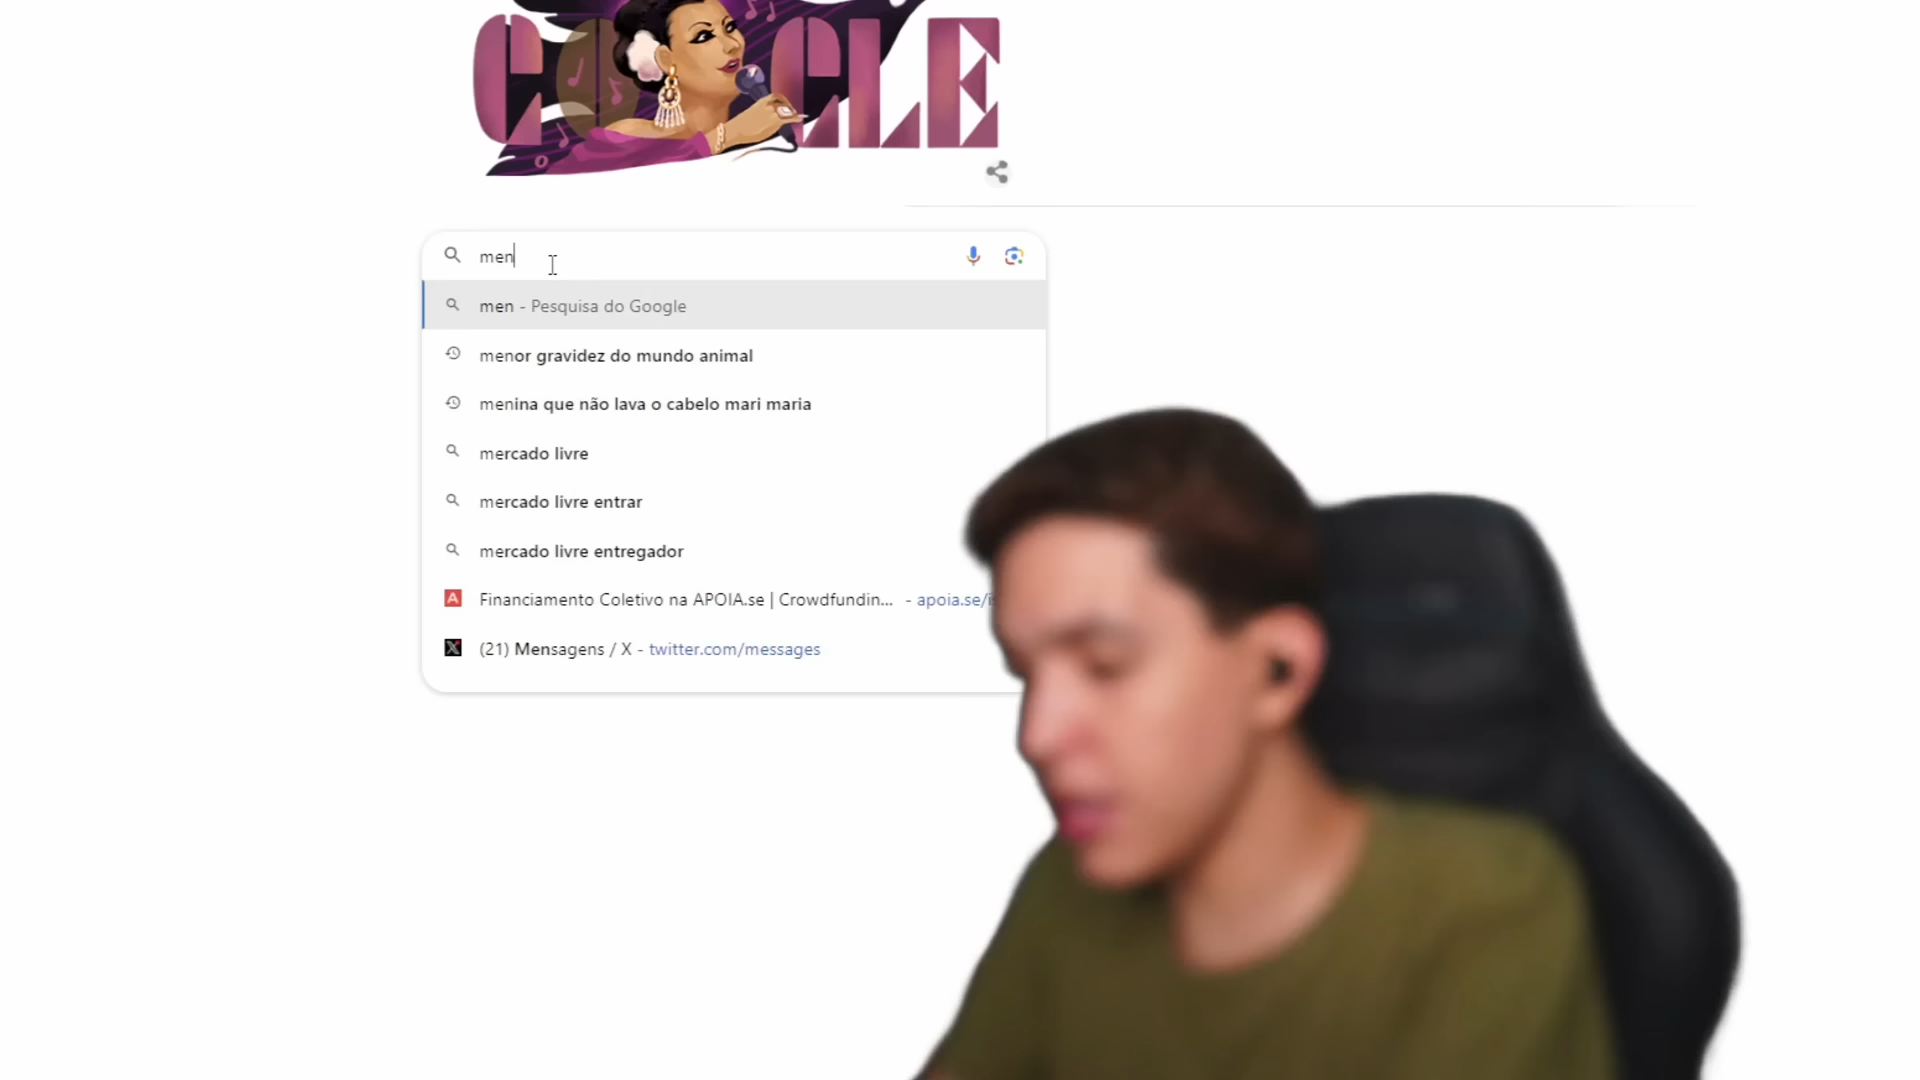 GOOGLE
men
men - Pesquisa do Google
menor gravidez do mundo animal
menina que não lava o cabelo mari maria
mercado livre
mercado livre entrar
mercado livre entregador
A Financiamento Coletivo na APOIA.se | Crowdfundin... - apoia.se/i
X (21) Mensagens / X - twitter.com/messages